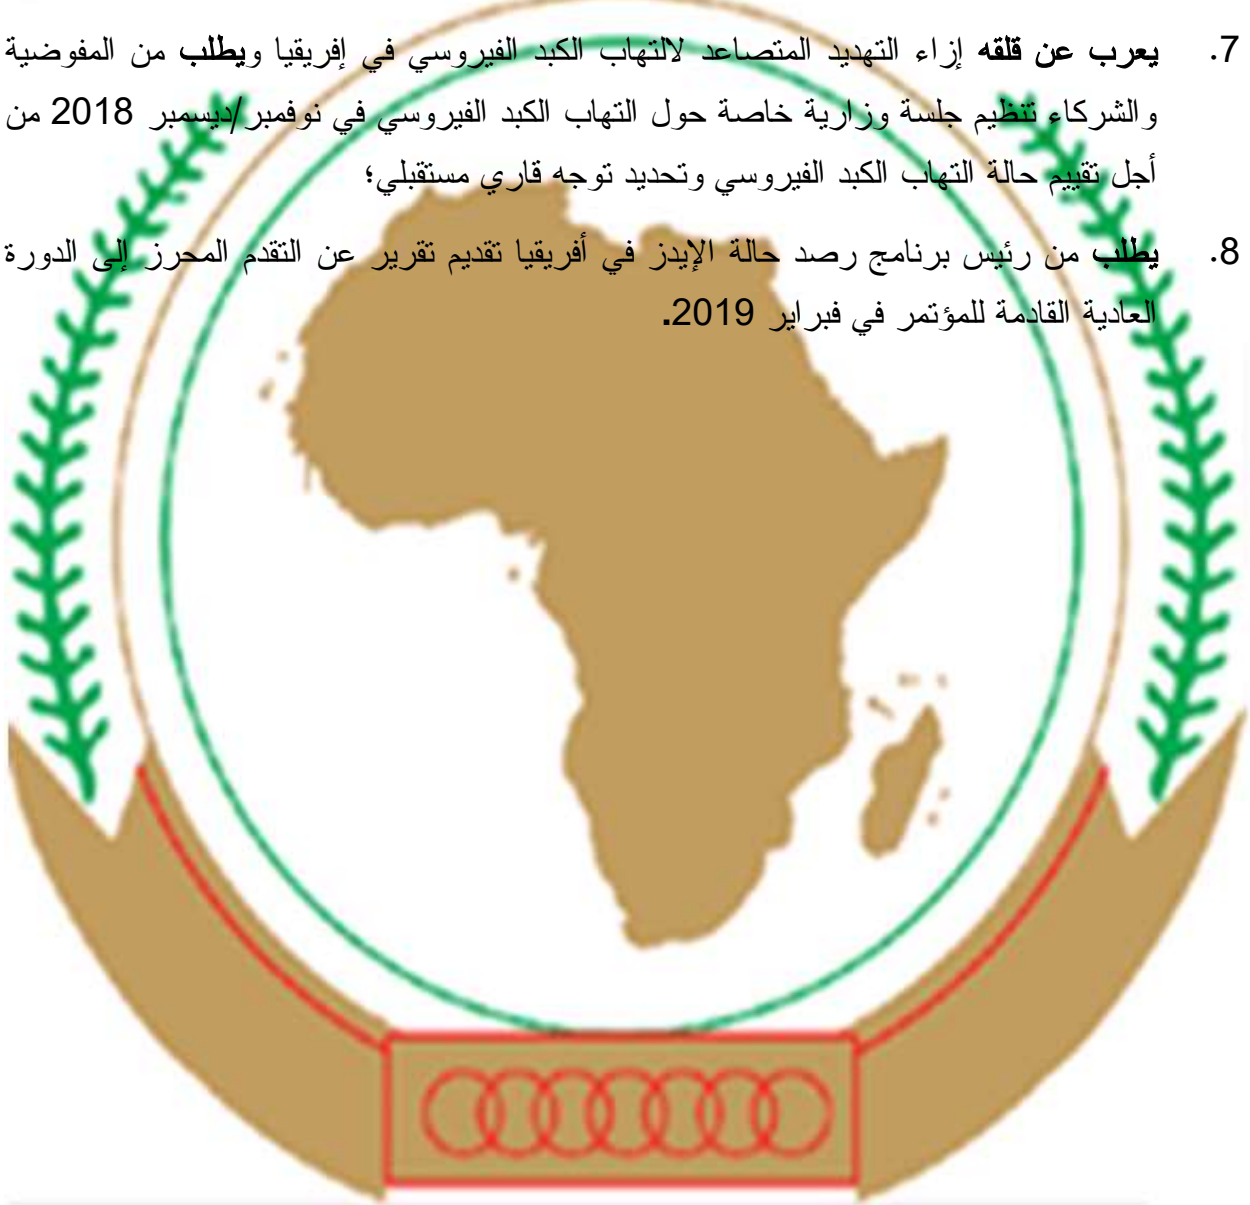 7. يعرب عن قلقه إزاء التهديد المتصاعد لالتهاب الكبد الفيروسي في إفريقيا ويطلب من المفوضية
والشركاء تنظيم جلسة وزارية خاصة حول التهاب الكبد الفيروسي في نوفمبر/ديسمبر 2018 من
أجل تقييم حالة التهاب الكبد الفيروسي وتحديد توجه قاري مستقبلي؛
8. يطلب من رئيس برنامج رصد حالة الإيدز في أفريقيا تقديم تقرير عن التقدم المحرز إلى الدورة
العادية القادمة للمؤتمر في فبراير 2019.